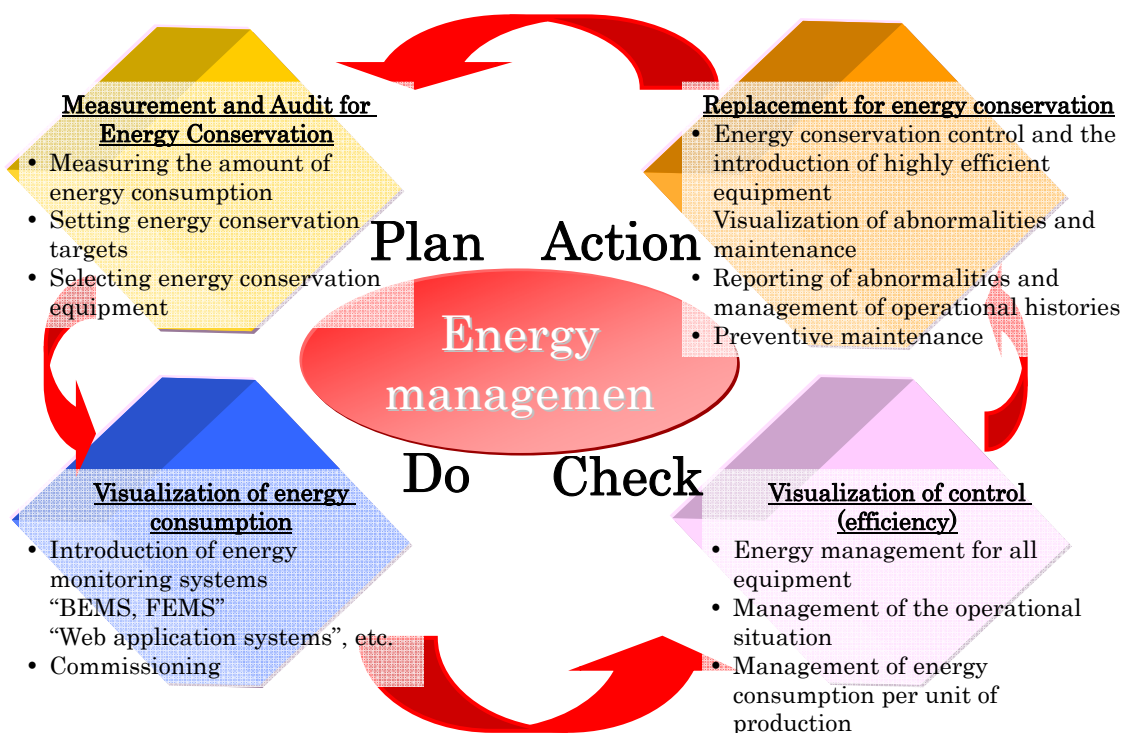 Measurement and Audit for
Energy Conservation
• Measuring the amount of
energy consumption
• Setting energy conservation
targets
• Selecting energy conservation
equipment
Replacement for energy conservation
• Energy conservation control and the
introduction of highly efficient
equipment
Visualization of abnormalities and
maintenance
• Reporting of abnormalities and
management of operational histories
• Preventive maintenance
Plan
Action
Energy
managemen
Do
Check
Visualization of energy
consumption
• Introduction of energy
monitoring systems
“BEMS, FEMS”
“Web application systems”, etc.
• Commissioning
Visualization of control
(efficiency)
• Energy management for all
equipment
• Management of the operational
situation
• Management of energy
consumption per unit of
production